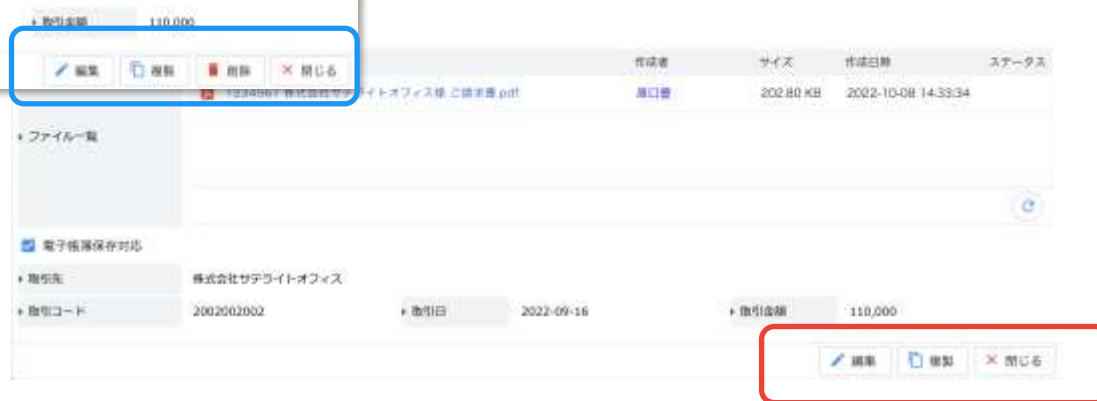 取引金額 110,000
編集 複製 削除 閉じる
作成者 サイズ 作成日時 ステータス
1234567 株式会社サテライトオフィス様 ご請求書.pdf 202.80 KB 2022-10-08 14:33:34
ファイル一覧
電子帳簿保存対応
取引先 株式会社サテライトオフィス
取引コード 2002002002 取引日 2022-09-16 取引金額 110,000
編集 複製 閉じる